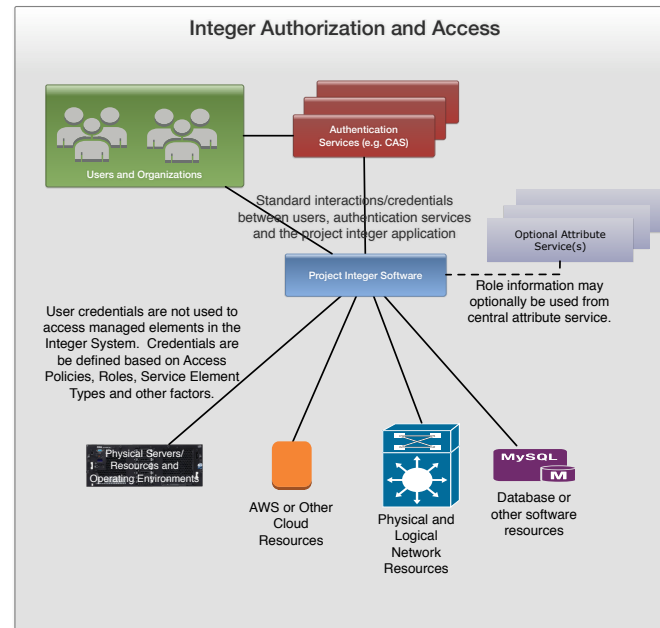 Integer Authorization and Access
Users and Organizations
Authentication
Services (e.g. CAS)
Standard interactions/credentials
between users, authentication services
and the project integer application
Optional Attribute
Service(s)
Project Integer Software
Role information may
optionally be used from
central attribute service.
User credentials are not used to
access managed elements in the
Integer System. Credentials are
be defined based on Access
Policies, Roles, Service Element
Types and other factors.
Physical Servers/
Resources and
Operating Environments
AWS or Other
Cloud
Resources
Physical and
Logical
Network
Resources
MySQL
M
Database or
other software
resources